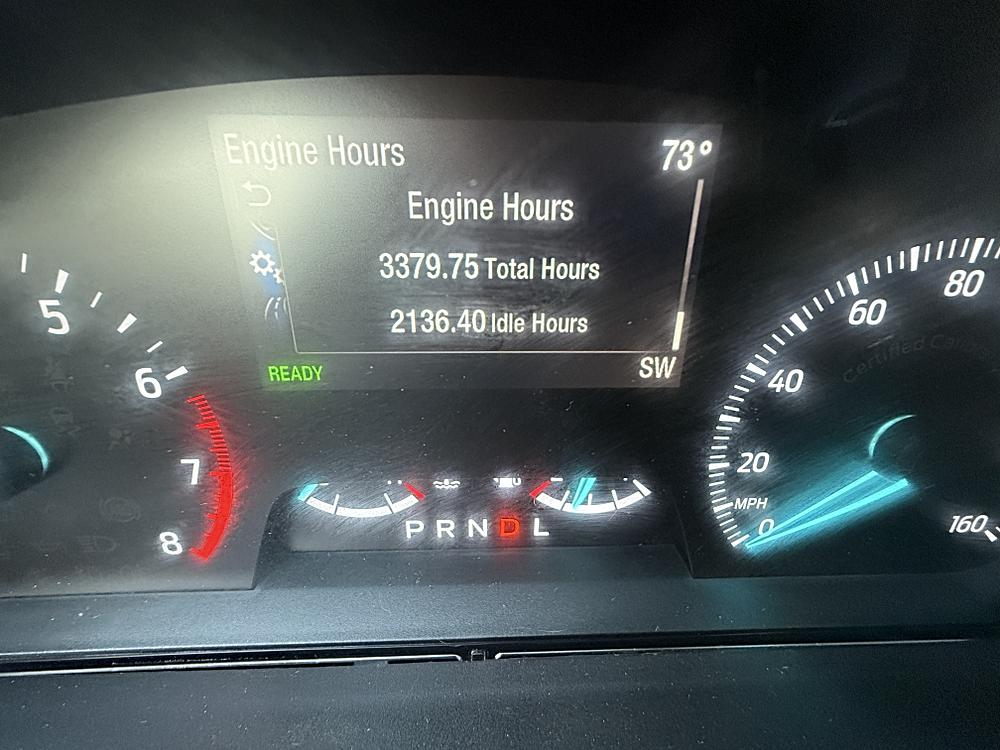 Engine Hours
73°
Engine Hours
3379.75 Total Hours
2136.40 Idle Hours
READY
SW
5
6
7
8
P R N D L
0
20
40
60
80
160
MPH
Certified